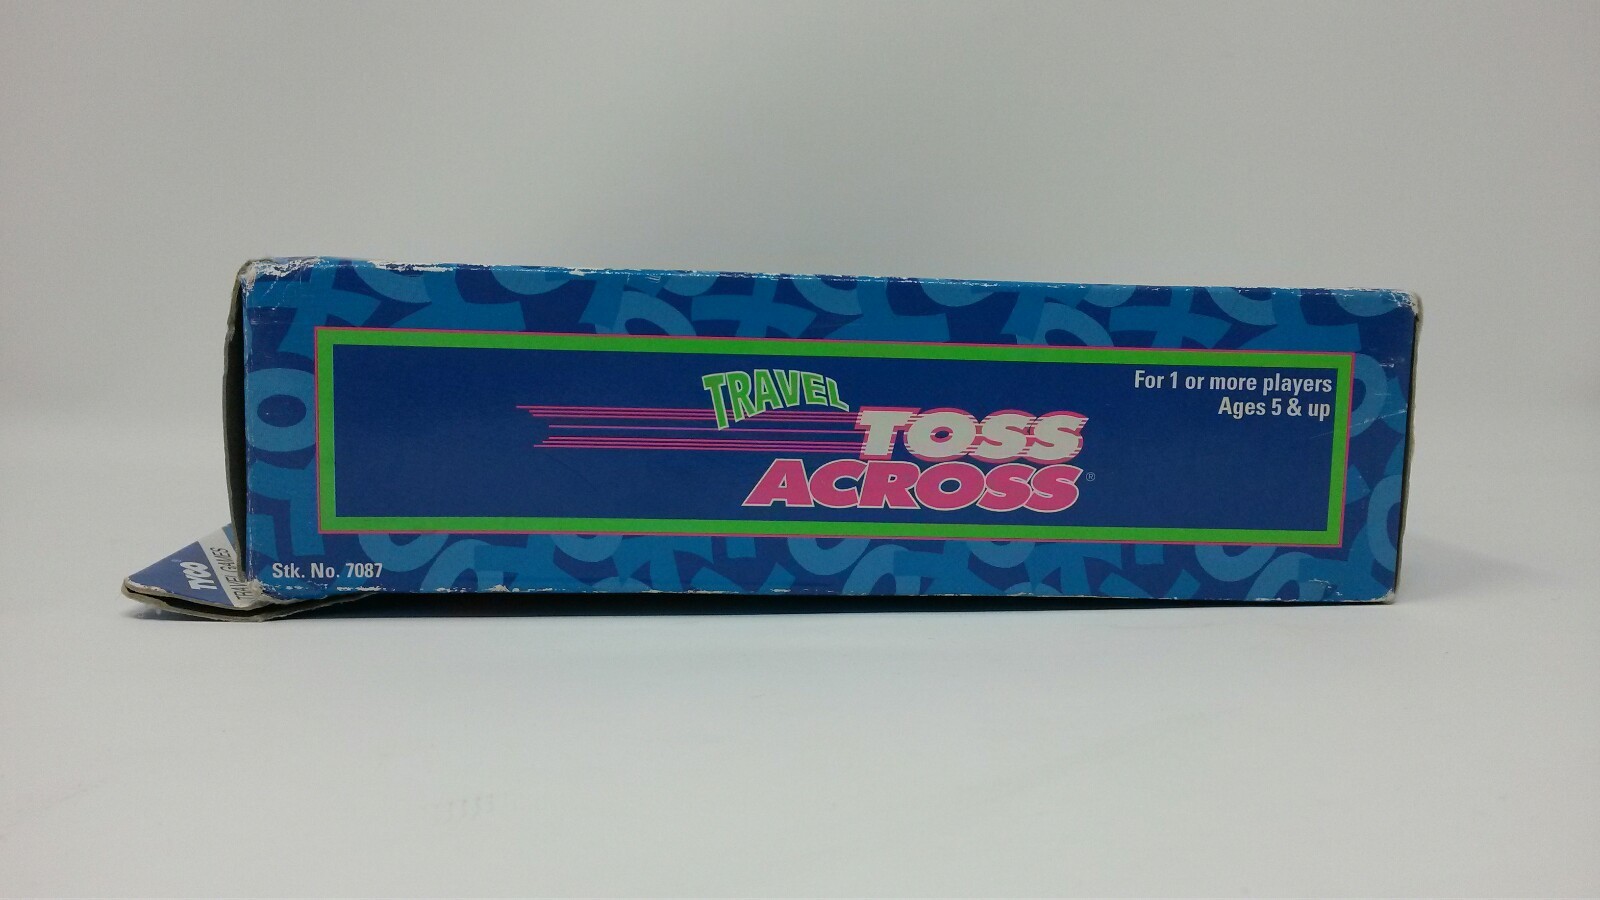 TRAVEL
TOSS
ACROSS®
For 1 or more players
Ages 5 & up
Stk. No. 7087
TYCO®
TRAVEL GAMES